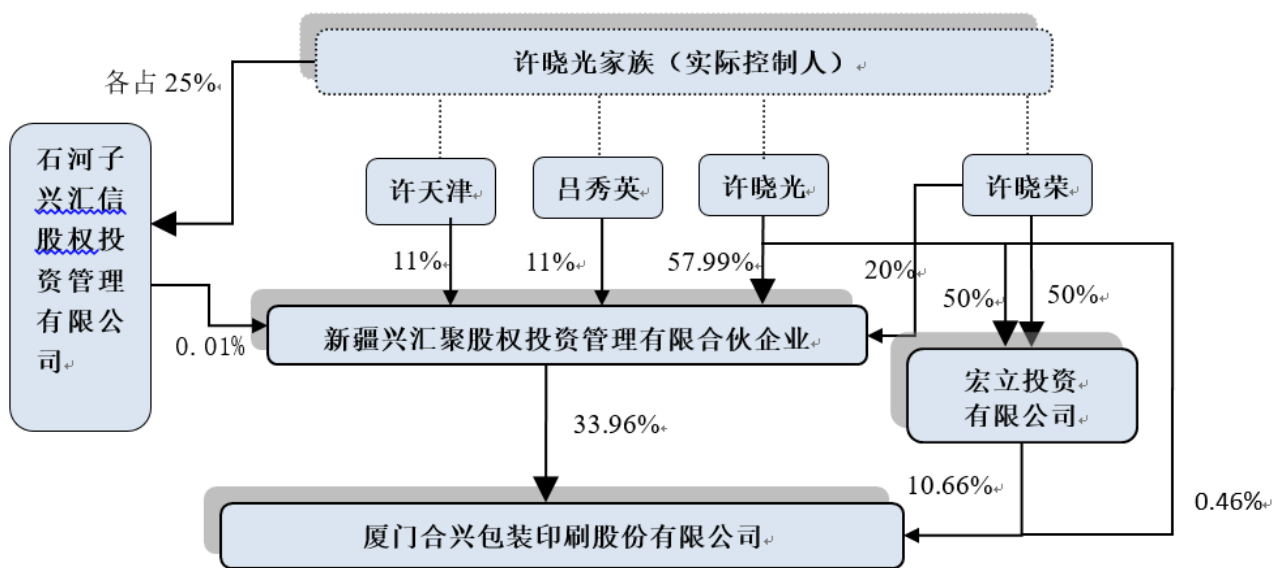 许晓光家族（实际控制人）
各占 25%
石河子
兴汇信
股权投
资管理
有限公
司
许天津
吕秀英
许晓光
许晓荣
11%
11%
57.99%
20%
50%
50%
0.01%
新疆兴汇聚股权投资管理有限合伙企业
宏立投资
有限公司
33.96%
10.66%
0.46%
厦门合兴包装印刷股份有限公司